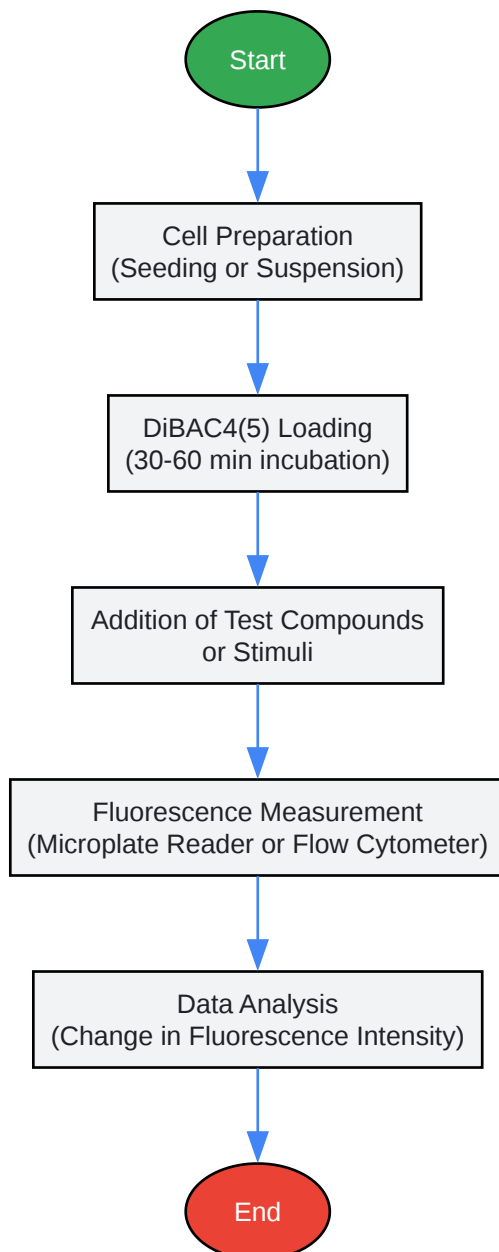 Start
Cell Preparation
(Seeding or Suspension)
DiBAC4(5) Loading
(30-60 min incubation)
Addition of Test Compounds
or Stimuli
Fluorescence Measurement
(Microplate Reader or Flow Cytometer)
Data Analysis
(Change in Fluorescence Intensity)
End